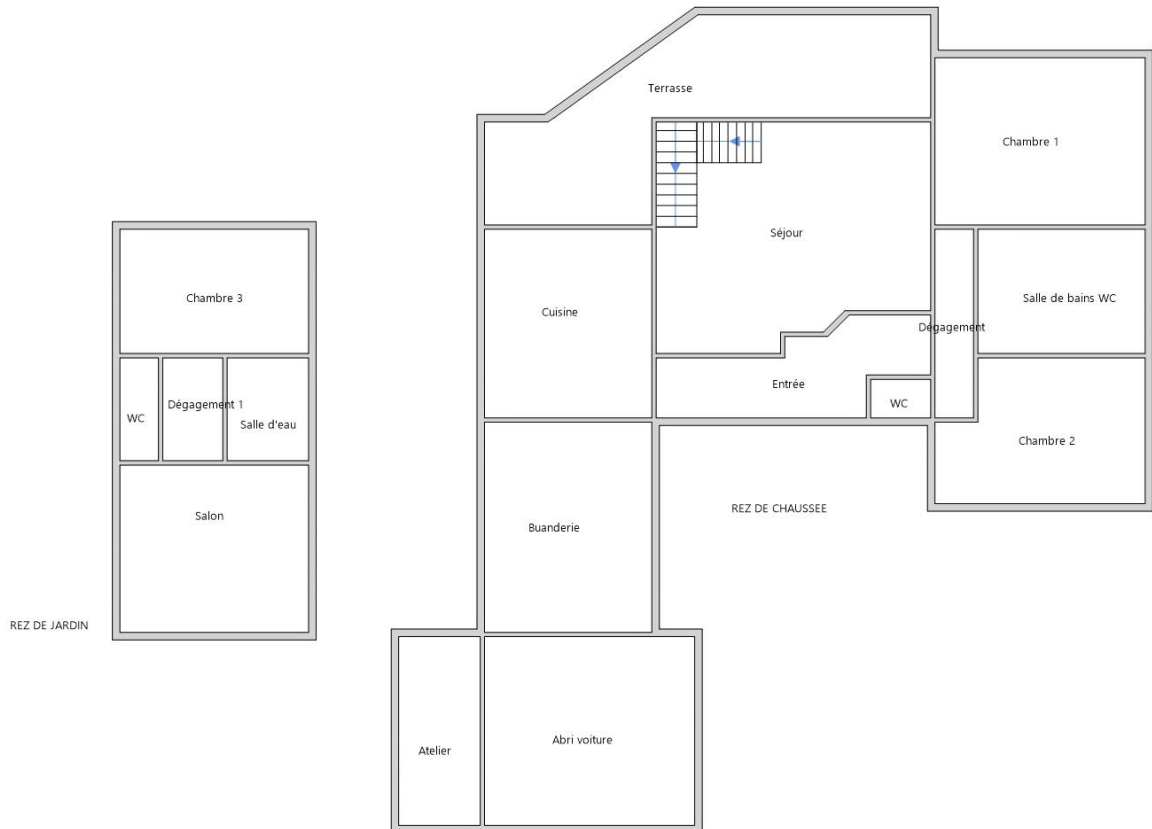 Terrasse
Chambre 1
Séjour
Chambre 3
Salle de bains WC
Cuisine
Dégagement
Entrée
Dégagement 1
WC
WC
Salle d'eau
Chambre 2
REZ DE CHAUSSEE
Salon
Buanderie
REZ DE JARDIN
Abri voiture
Atelier